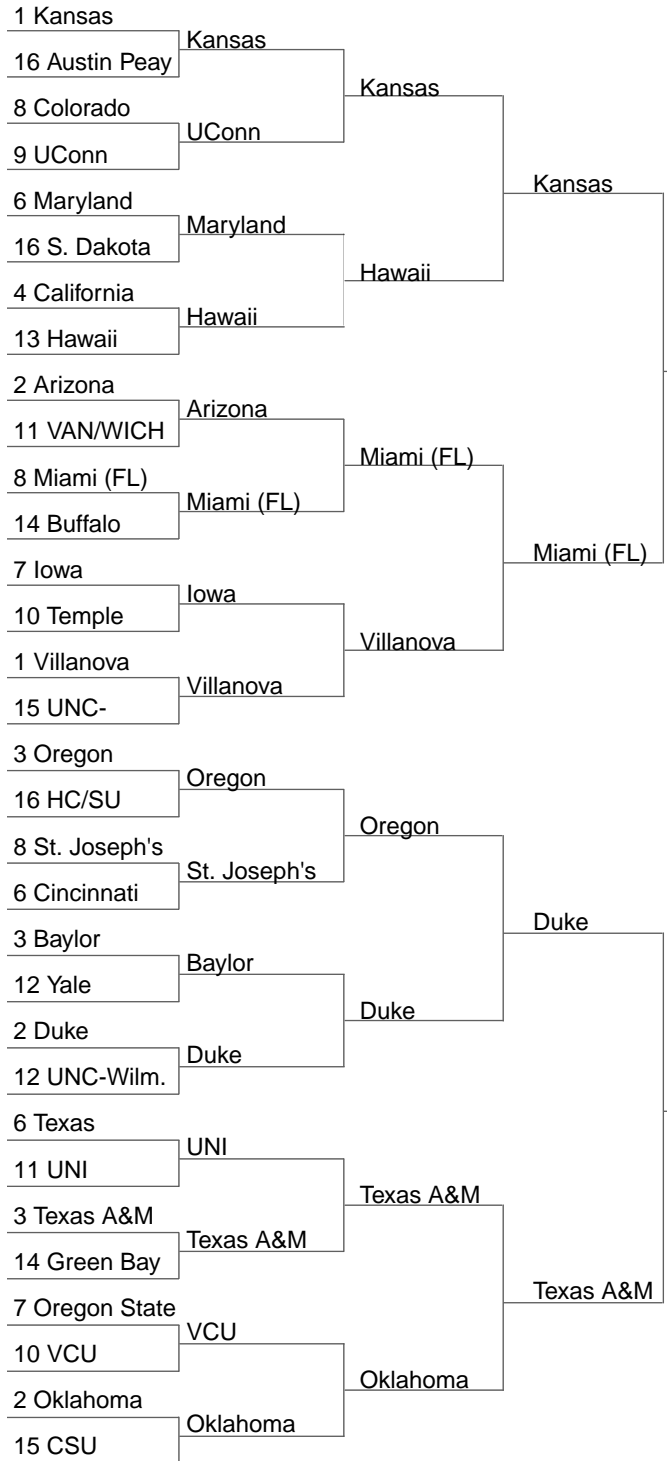 1 Kansas
16 Austin Peay
8 Colorado
9 UConn
6 Maryland
16 S. Dakota
4 California
13 Hawaii
2 Arizona
11 VAN/WICH
8 Miami (FL)
14 Buffalo
7 Iowa
10 Temple
1 Villanova
15 UNC-
3 Oregon
16 HC/SU
8 St. Joseph's
6 Cincinnati
3 Baylor
12 Yale
2 Duke
12 UNC-Wilm.
6 Texas
11 UNI
3 Texas A&M
14 Green Bay
7 Oregon State
10 VCU
2 Oklahoma
15 CSU
Kansas
UConn
Maryland
Hawaii
Arizona
Miami (FL)
Iowa
Villanova
Oregon
St. Joseph's
Baylor
Duke
UNI
Texas A&M
VCU
Oklahoma
Kansas
Hawaii
Miami (FL)
Villanova
Oregon
Duke
Texas A&M
Oklahoma
Kansas
Miami (FL)
Duke
Texas A&M